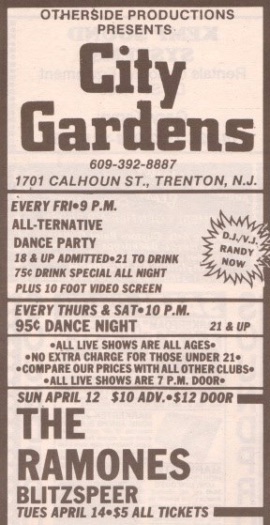 OTHERSIDE PRODUCTIONS
PRESENTS
City
Gardens
609-392-8887
1701 CALHOUN ST., TRENTON, N.J.
EVERY FRI•9 P.M.
ALL-TERNATIVE
DANCE PARTY
18 & UP ADMITTED•21 TO DRINK
75¢ DRINK SPECIAL ALL NIGHT
PLUS 10 FOOT VIDEO SCREEN
D.J./V.J.
RANDY
NOW
EVERY THURS & SAT•10 P.M.
95¢ DANCE NIGHT 21 & UP
•ALL LIVE SHOWS ARE ALL AGES•
•NO EXTRA CHARGE FOR THOSE UNDER 21•
•COMPARE OUR PRICES WITH ALL OTHER CLUBS•
•ALL LIVE SHOWS ARE 7 P.M. DOOR•
SUN APRIL 12 $10 ADV.•$12 DOOR
THE
RAMONES
BLITZSPEER
TUES APRIL 14•$5 ALL TICKETS